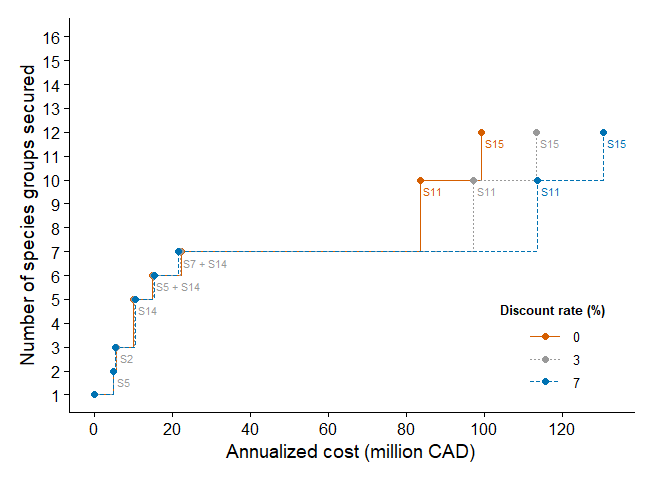 Number of species groups secured
16
15
14
13
12
11
10
9
8
7
6
5
4
3
2
1
S15
S15
S15
S11
S11
S11
S7 + S14
S5 + S14
S14
S2
S5
Discount rate (%)
0
3
7
0
20
40
60
80
100
120
Annualized cost (million CAD)